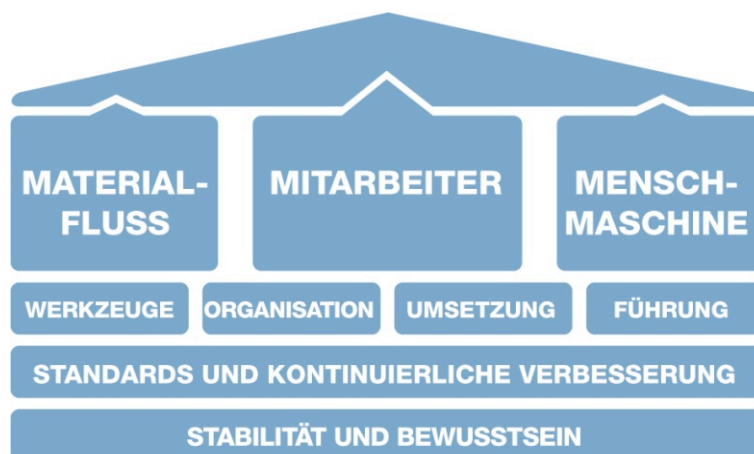 MATERIAL-
FLUSS
MITARBEITER
MENSCH-
MASCHINE
WERKZEUGE
ORGANISATION
UMSETZUNG
FÜHRUNG
STANDARDS UND KONTINUIERLICHE VERBESSERUNG
STABILITÄT UND BEWUSSTSEIN